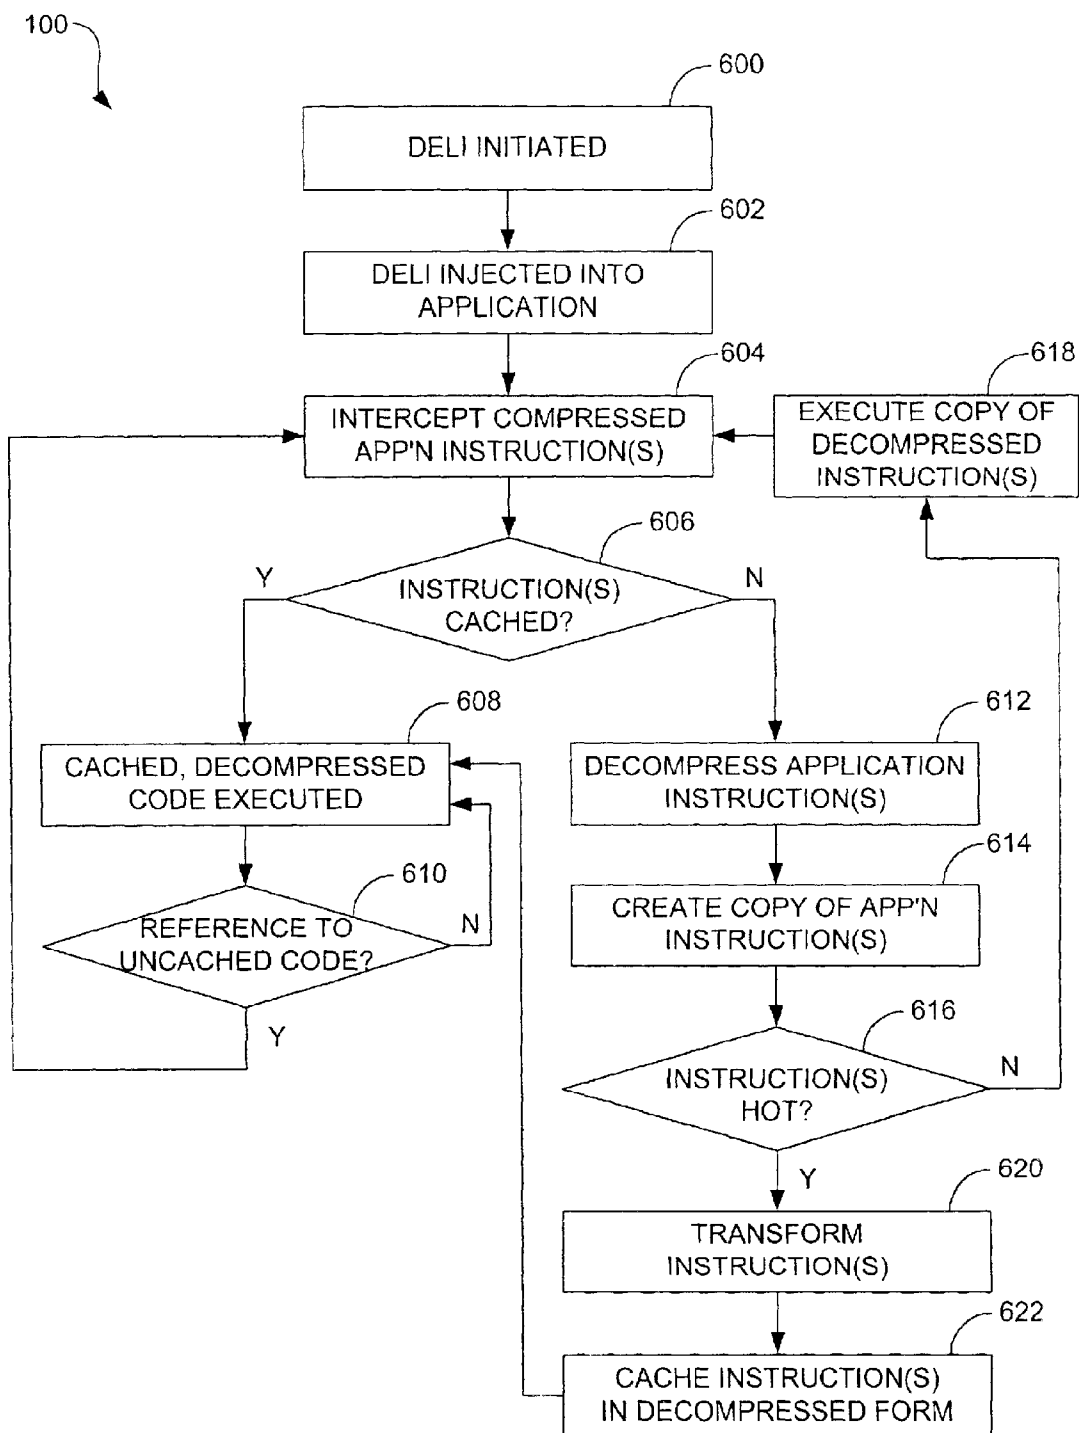 100
600
DELI INITIATED
602
DELI INJECTED INTO
APPLICATION
604
INTERCEPT COMPRESSED
APP'N INSTRUCTION(S)
618
EXECUTE COPY OF
DECOMPRESSED
INSTRUCTION(S)
606
Y
INSTRUCTION(S)
CACHED?
N
608
CACHED, DECOMPRESSED
CODE EXECUTED
612
DECOMPRESS APPLICATION
INSTRUCTION(S)
610
REFERENCE TO
UNCACHED CODE?
N
Y
614
CREATE COPY OF APP'N
INSTRUCTION(S)
616
INSTRUCTION(S)
HOT?
N
Y
620
TRANSFORM
INSTRUCTION(S)
622
CACHE INSTRUCTION(S)
IN DECOMPRESSED FORM